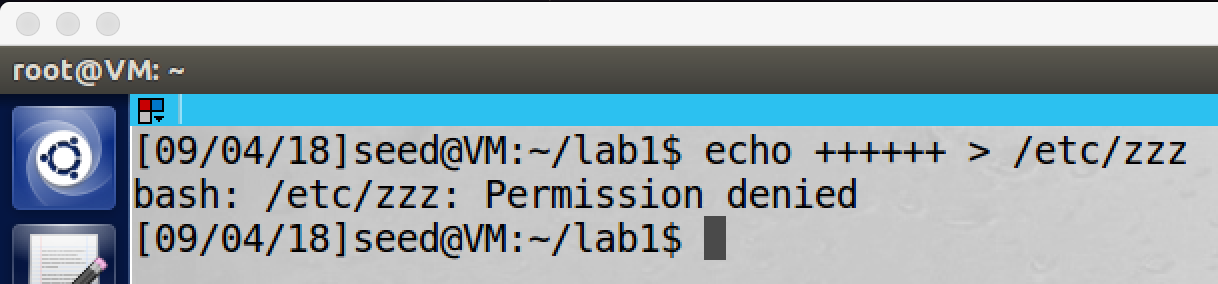 root@VM: ~
[09/04/18]seed@VM:~/lab1$ echo ++++++ > /etc/zzz
bash: /etc/zzz: Permission denied
[09/04/18]seed@VM:~/lab1$